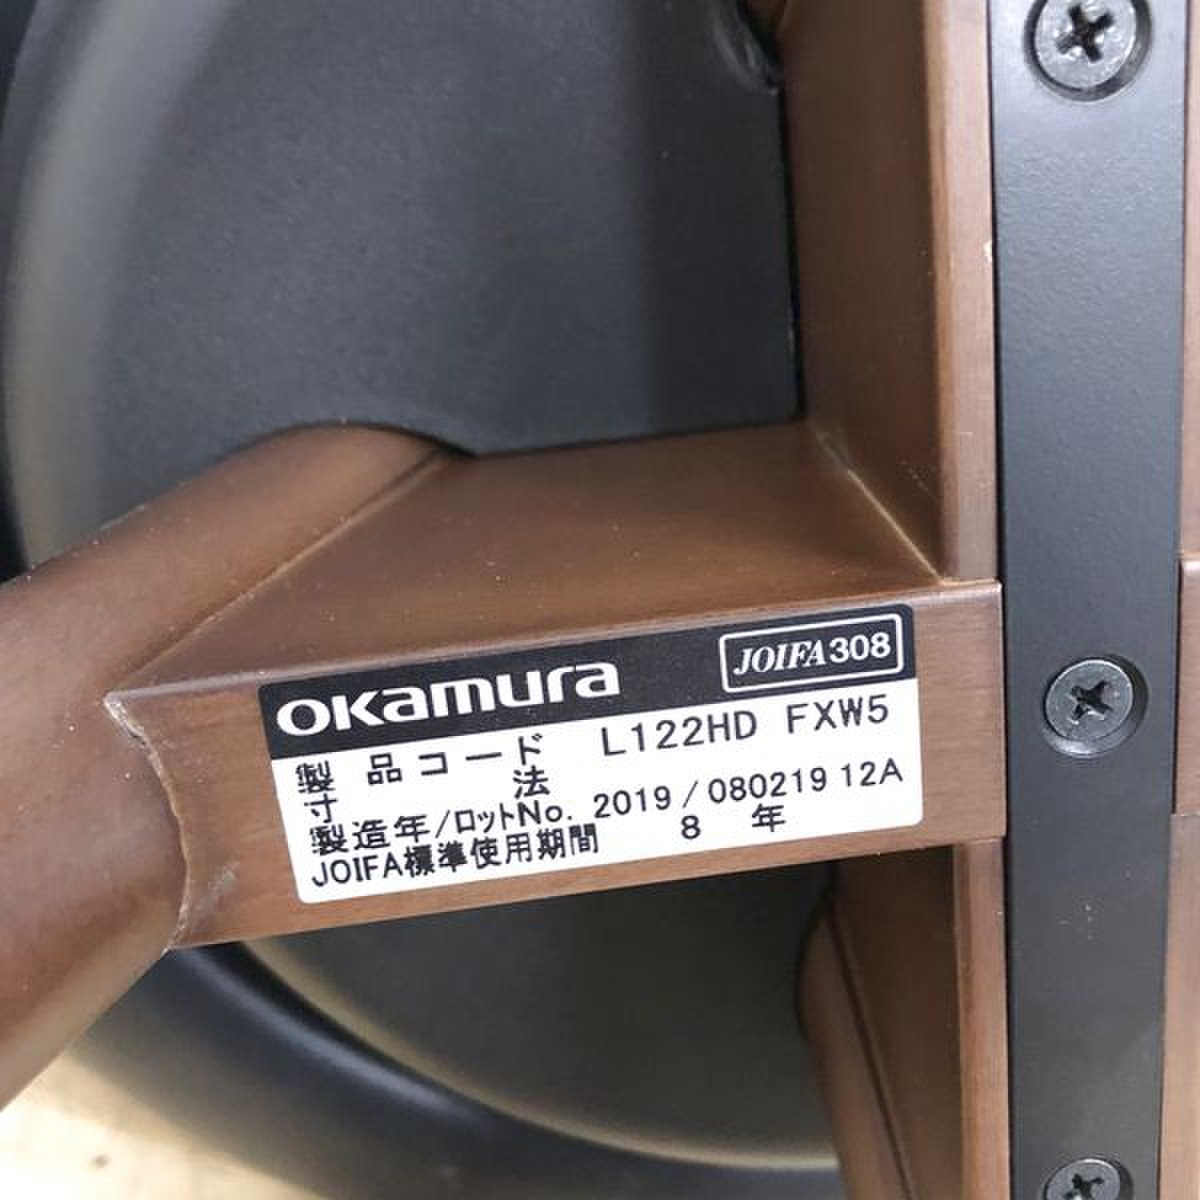 OKamura JOIFA308
製品コード L122HD FXW5
寸法
製造年/ロットNo. 2019/080219 12A
JOIFA標準使用期間 8年